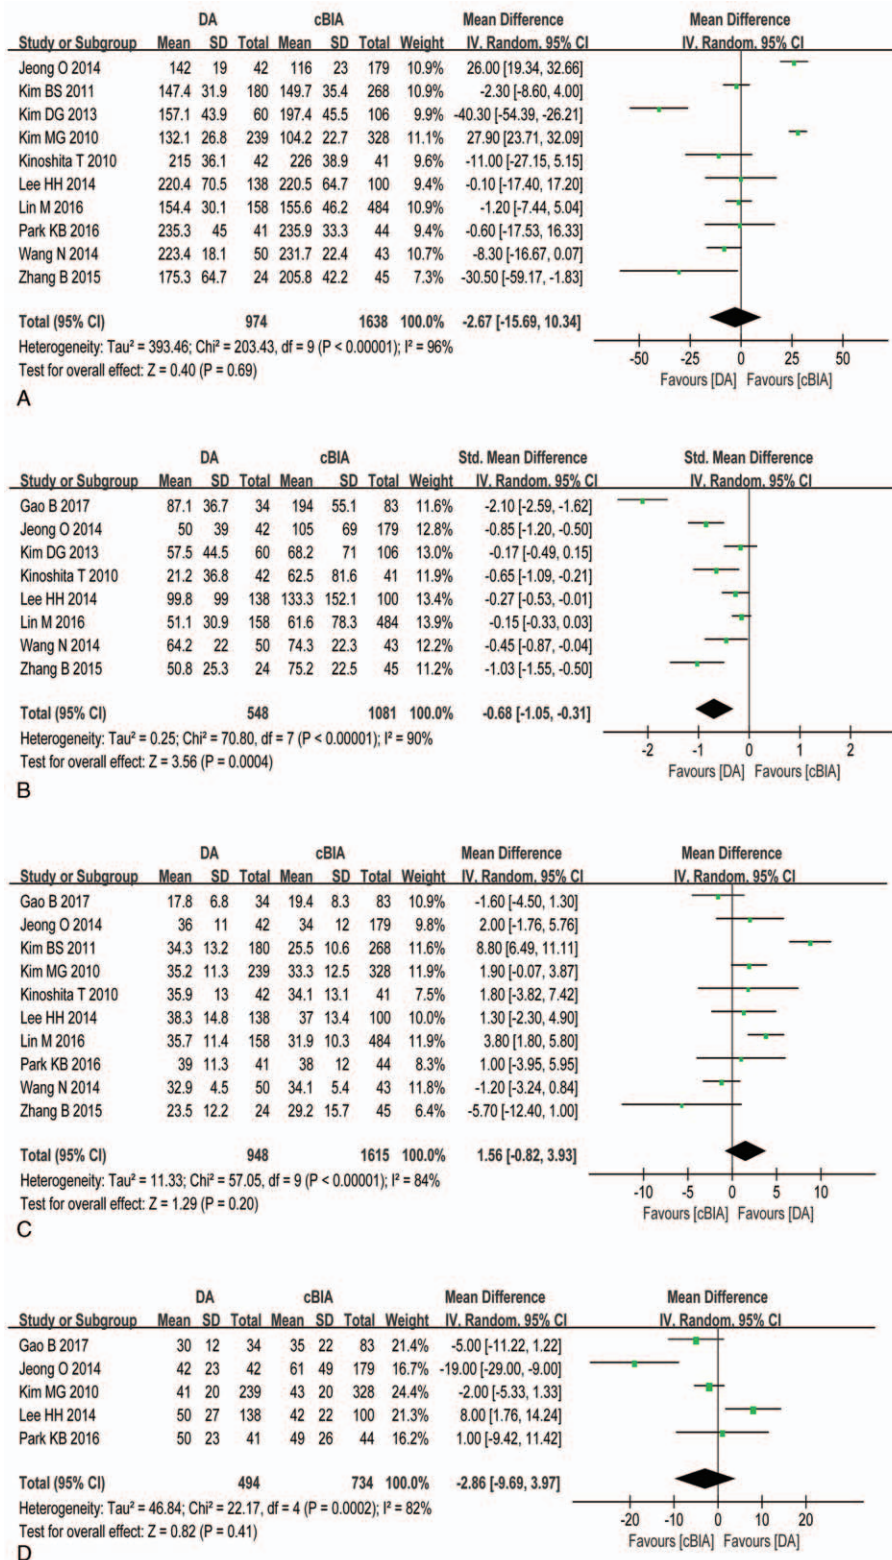 DA cBIA Mean Difference Mean Difference
Study or Subgroup Mean SD Total Mean SD Total Weight IV. Random. 95% CI IV. Random. 95% CI
Jeong O 2014 142 19 42 116 23 179 10.9% 26.00 [19.34, 32.66]
Kim BS 2011 147.4 31.9 180 149.7 35.4 268 10.9% -2.30 [-8.60, 4.00]
Kim DG 2013 157.1 43.9 60 197.4 45.5 106 9.9% -40.30 [-54.39, -26.21]
Kim MG 2010 132.1 26.8 239 104.2 22.7 328 11.1% 27.90 [23.71, 32.09]
Kinoshita T 2010 215 36.1 42 226 38.9 41 9.6% -11.00 [-27.15, 5.15]
Lee HH 2014 220.4 70.5 138 220.5 64.7 100 9.4% -0.10 [-17.40, 17.20]
Lin M 2016 154.4 30.1 158 155.6 46.2 484 10.9% -1.20 [-7.44, 5.04]
Park KB 2016 235.3 45 41 235.9 33.3 44 9.4% -0.60 [-17.53, 16.33]
Wang N 2014 223.4 18.1 50 231.7 22.4 43 10.7% -8.30 [-16.67, 0.07]
Zhang B 2015 175.3 64.7 24 205.8 42.2 45 7.3% -30.50 [-59.17, -1.83]
Total (95% CI) 974 1638 100.0% -2.67 [-15.69, 10.34]
Heterogeneity: Tau² = 393.46; Chi² = 203.43, df = 9 (P < 0.00001); I² = 96%
Test for overall effect: Z = 0.40 (P = 0.69)
-50 -25 0 25 50
Favours [DA] Favours [cBIA]
A
DA cBIA Std. Mean Difference Std. Mean Difference
Study or Subgroup Mean SD Total Mean SD Total Weight IV. Random. 95% CI IV. Random. 95% CI
Gao B 2017 87.1 36.7 34 194 55.1 83 11.6% -2.10 [-2.59, -1.62]
Jeong O 2014 50 39 42 105 69 179 12.8% -0.85 [-1.20, -0.50]
Kim DG 2013 57.5 44.5 60 68.2 71 106 13.0% -0.17 [-0.49, 0.15]
Kinoshita T 2010 21.2 36.8 42 62.5 81.6 41 11.9% -0.65 [-1.09, -0.21]
Lee HH 2014 99.8 99 138 133.3 152.1 100 13.4% -0.27 [-0.53, -0.01]
Lin M 2016 51.1 30.9 158 61.6 78.3 484 13.9% -0.15 [-0.33, 0.03]
Wang N 2014 64.2 22 50 74.3 22.3 43 12.2% -0.45 [-0.87, -0.04]
Zhang B 2015 50.8 25.3 24 75.2 22.5 45 11.2% -1.03 [-1.55, -0.50]
Total (95% CI) 548 1081 100.0% -0.68 [-1.05, -0.31]
Heterogeneity: Tau² = 0.25; Chi² = 70.80, df = 7 (P < 0.00001); I² = 90%
Test for overall effect: Z = 3.56 (P = 0.0004)
-2 -1 0 1 2
Favours [DA] Favours [cBIA]
B
DA cBIA Mean Difference Mean Difference
Study or Subgroup Mean SD Total Mean SD Total Weight IV. Random. 95% CI IV. Random. 95% CI
Gao B 2017 17.8 6.8 34 19.4 8.3 83 10.9% -1.60 [-4.50, 1.30]
Jeong O 2014 36 11 42 34 12 179 9.8% 2.00 [-1.76, 5.76]
Kim BS 2011 34.3 13.2 180 25.5 10.6 268 11.6% 8.80 [6.49, 11.11]
Kim MG 2010 35.2 11.3 239 33.3 12.5 328 11.9% 1.90 [-0.07, 3.87]
Kinoshita T 2010 35.9 13 42 34.1 13.1 41 7.5% 1.80 [-3.82, 7.42]
Lee HH 2014 38.3 14.8 138 37 13.4 100 10.0% 1.30 [-2.30, 4.90]
Lin M 2016 35.7 11.4 158 31.9 10.3 484 11.9% 3.80 [1.80, 5.80]
Park KB 2016 39 11.3 41 38 12 44 8.3% 1.00 [-3.95, 5.95]
Wang N 2014 32.9 4.5 50 34.1 5.4 43 11.8% -1.20 [-3.24, 0.84]
Zhang B 2015 23.5 12.2 24 29.2 15.7 45 6.4% -5.70 [-12.40, 1.00]
Total (95% CI) 948 1615 100.0% 1.56 [-0.82, 3.93]
Heterogeneity: Tau² = 11.33; Chi² = 57.05, df = 9 (P < 0.00001); I² = 84%
Test for overall effect: Z = 1.29 (P = 0.20)
-10 -5 0 5 10
Favours [cBIA] Favours [DA]
C
DA cBIA Mean Difference Mean Difference
Study or Subgroup Mean SD Total Mean SD Total Weight IV. Random. 95% CI IV. Random. 95% CI
Gao B 2017 30 12 34 35 22 83 21.4% -5.00 [-11.22, 1.22]
Jeong O 2014 42 23 42 61 49 179 16.7% -19.00 [-29.00, -9.00]
Kim MG 2010 41 20 239 43 20 328 24.4% -2.00 [-5.33, 1.33]
Lee HH 2014 50 27 138 42 22 100 21.3% 8.00 [1.76, 14.24]
Park KB 2016 50 23 41 49 26 44 16.2% 1.00 [-9.42, 11.42]
Total (95% CI) 494 734 100.0% -2.86 [-9.69, 3.97]
Heterogeneity: Tau² = 46.84; Chi² = 22.17, df = 4 (P = 0.0002); I² = 82%
Test for overall effect: Z = 0.82 (P = 0.41)
-20 -10 0 10 20
Favours [cBIA] Favours [DA]
D